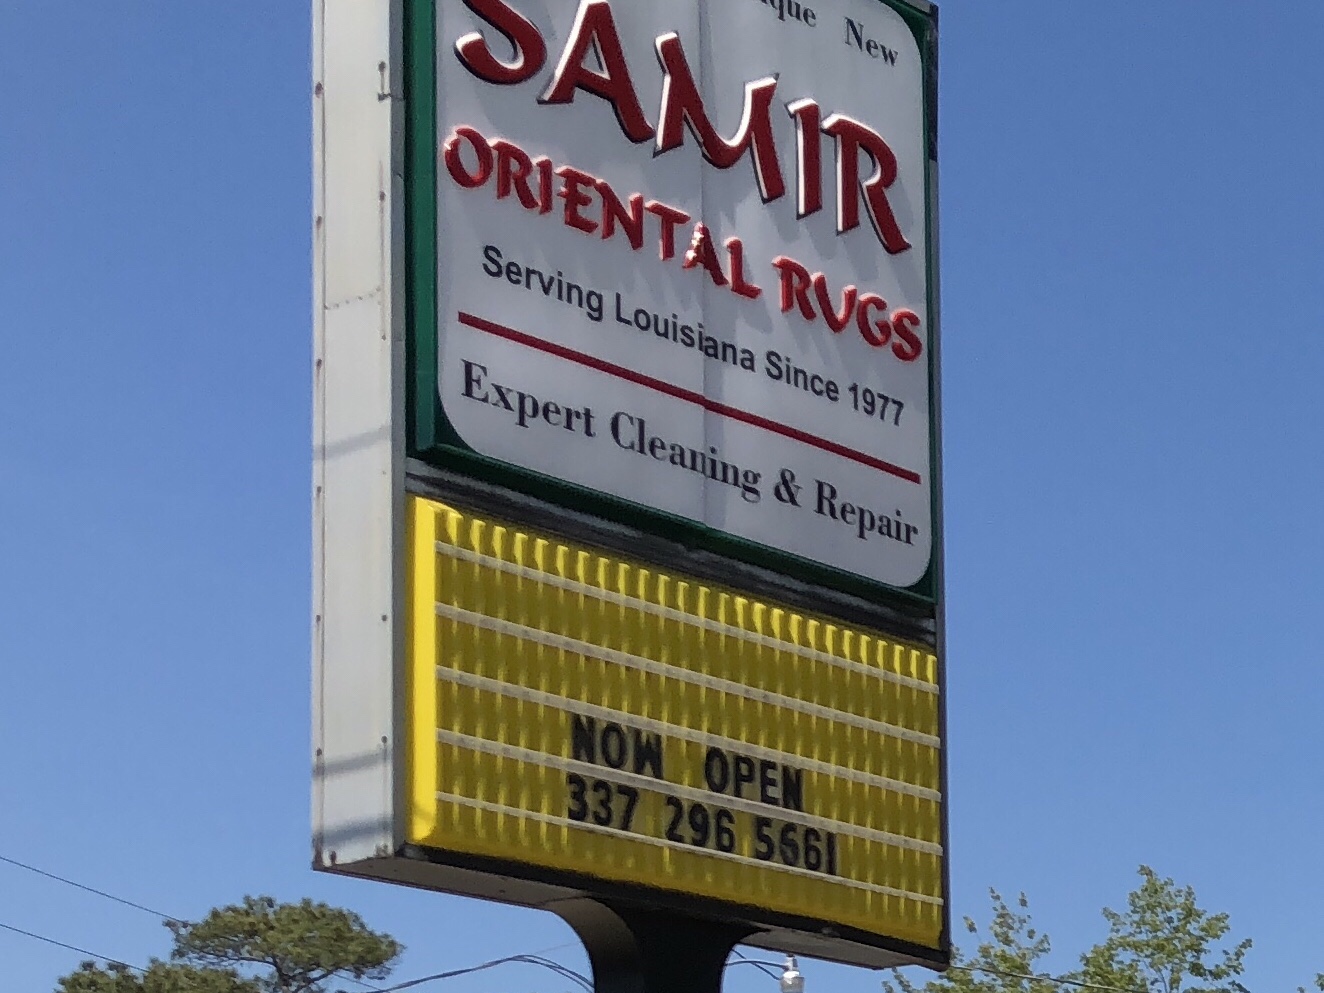 New
SAMIR
ORIENTAL RUGS
Serving Louisiana Since 1977
Expert Cleaning & Repair
NOW OPEN
337 296 5661